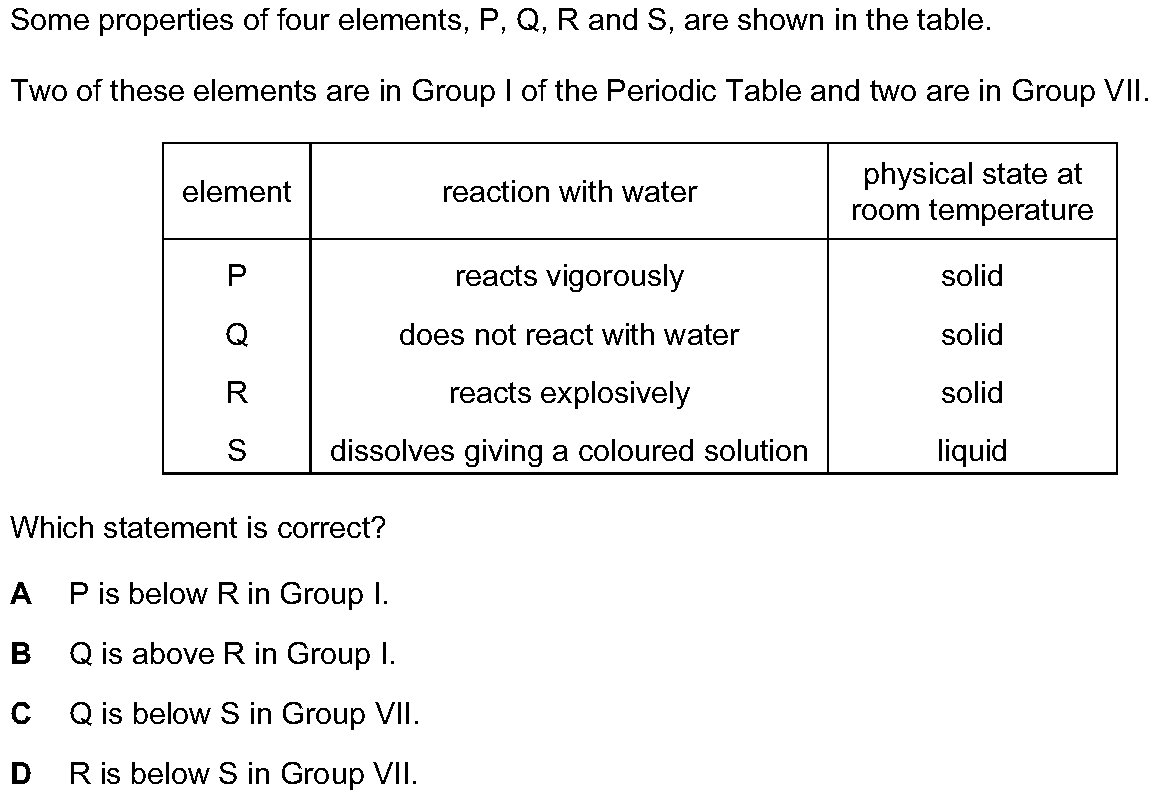 Some properties of four elements, P, Q, R and S, are shown in the table.
Two of these elements are in Group I of the Periodic Table and two are in Group VII.
element reaction with water physical state at
room temperature
P reacts vigorously solid
Q does not react with water solid
R reacts explosively solid
S dissolves giving a coloured solution liquid
Which statement is correct?
A P is below R in Group I.
B Q is above R in Group I.
C Q is below S in Group VII.
D R is below S in Group VII.